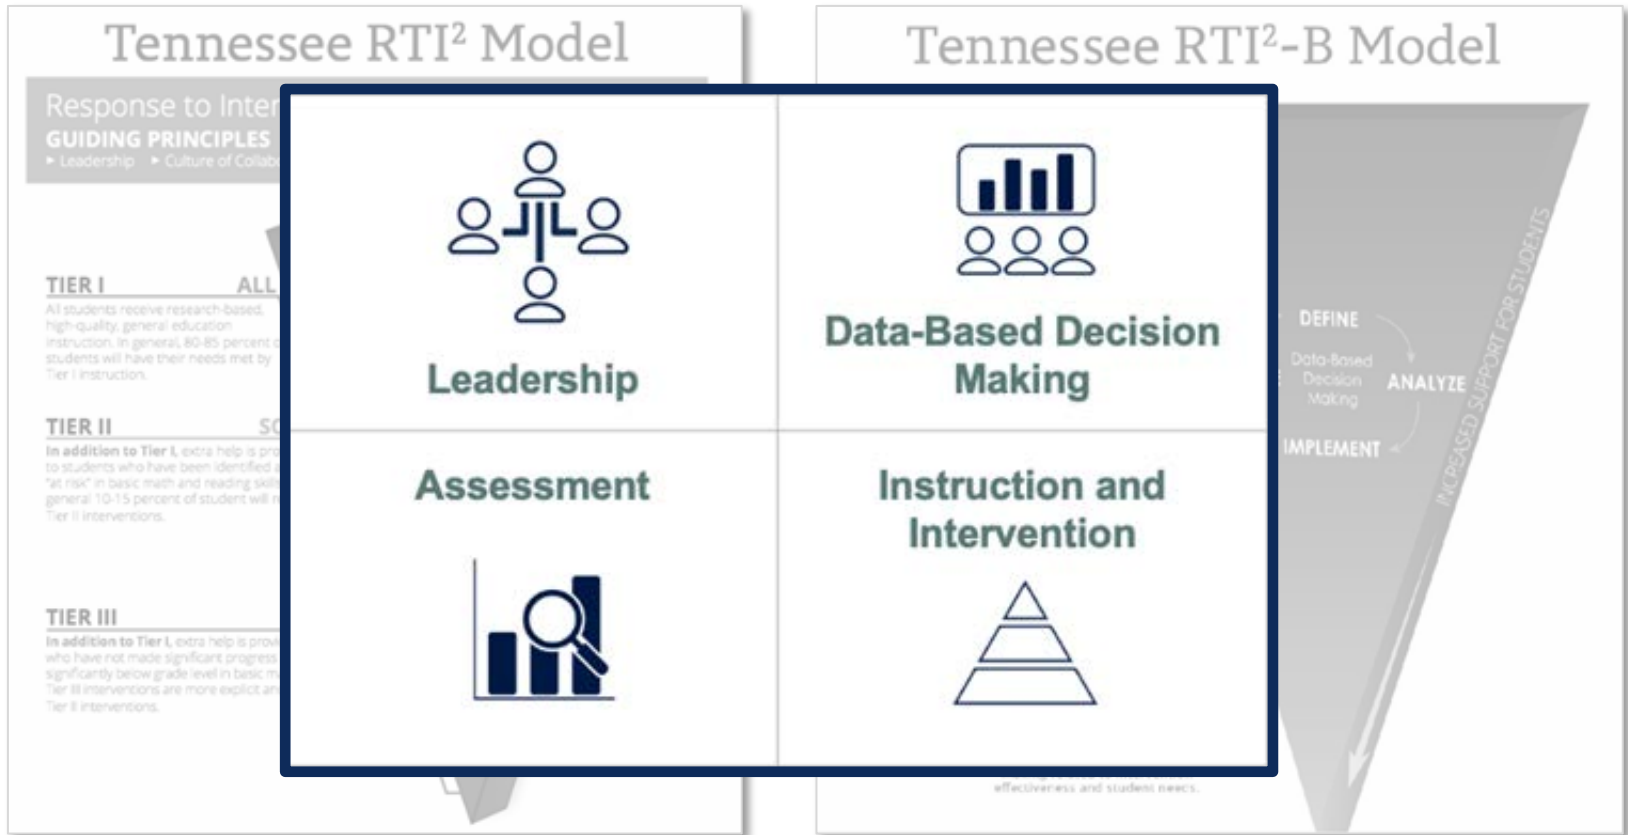 Tennessee RTI² Model
Response to Inter
GUIDING PRINCIPLES
▸ Leadership ▸ Culture of Collabo
TIER I ALL
All students receive research-based,
high-quality, general education
instruction. In general, 80-85 percent
students will have their needs met by
Tier I instruction.
TIER II SO
In addition to Tier I, extra help is pro
to students who have been identified
"at risk" in basic math and reading skills
general 10-15 percent of student will
Tier II interventions.
TIER III
In addition to Tier I, extra help is provi
who have not made significant progress
significantly below grade level in basic m
Tier III interventions are more explicit an
Tier II interventions.
Leadership
Data-Based Decision
Making
Assessment
Instruction and
Intervention
Tennessee RTI²-B Model
DEFINE
Data-Based
Decision
Making
ANALYZE
IMPLEMENT
INCREASED SUPPORT FOR STUDENTS
effectiveness and student needs.